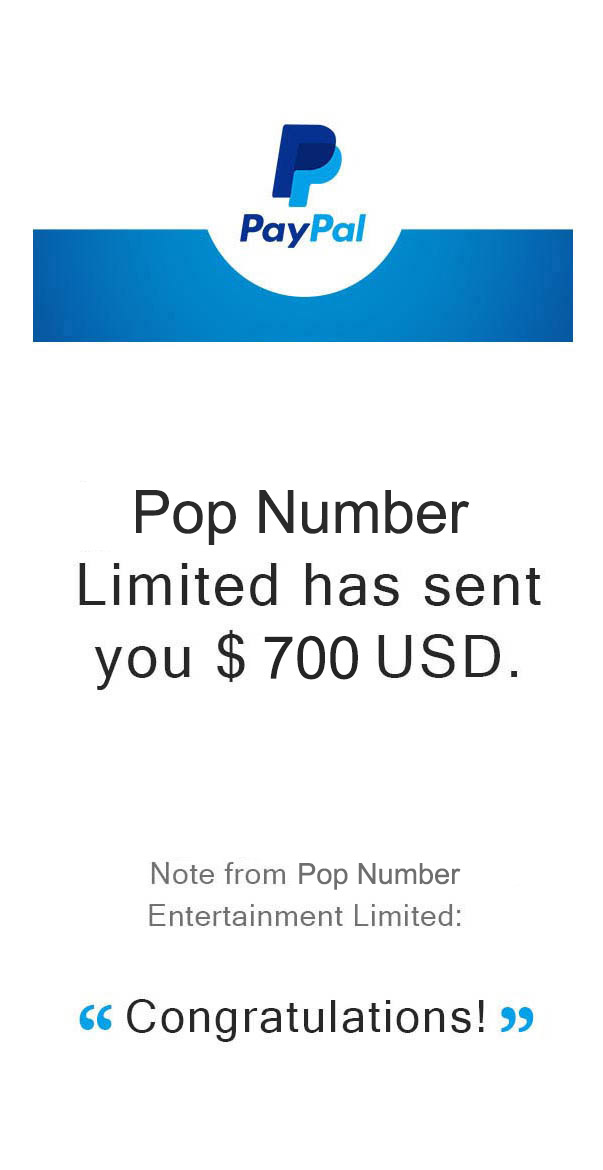 PayPal
Pop Number
Limited has sent
you $ 700 USD.
Note from Pop Number
Entertainment Limited:
“ Congratulations! ”